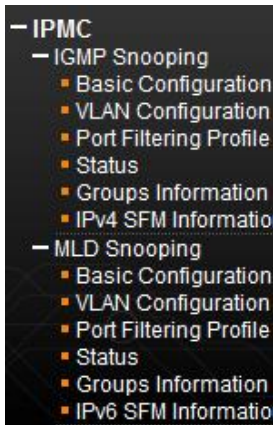 IPMC
IGMP Snooping
Basic Configuration
VLAN Configuration
Port Filtering Profile
Status
Groups Information
IPv4 SFM Informatio
MLD Snooping
Basic Configuration
VLAN Configuration
Port Filtering Profile
Status
Groups Information
IPv6 SFM Informatio